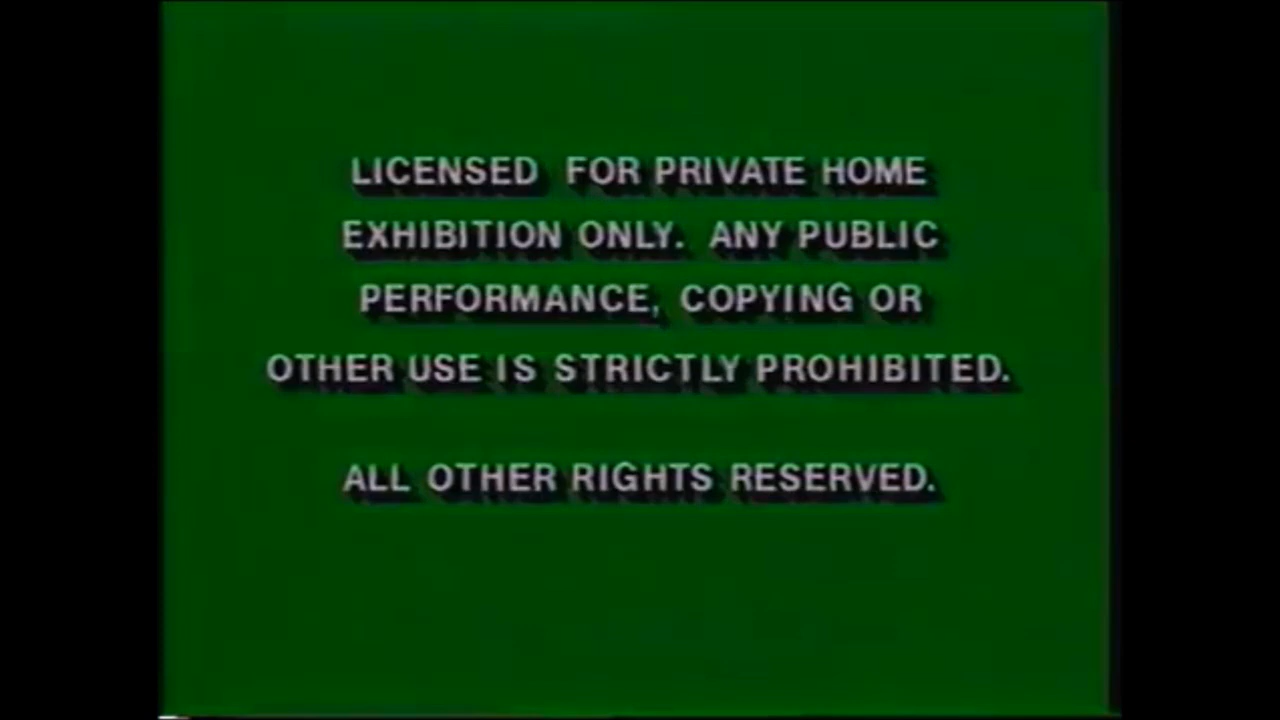 LICENSED FOR PRIVATE HOME
EXHIBITION ONLY. ANY PUBLIC
PERFORMANCE, COPYING OR
OTHER USE IS STRICTLY PROHIBITED.
ALL OTHER RIGHTS RESERVED.